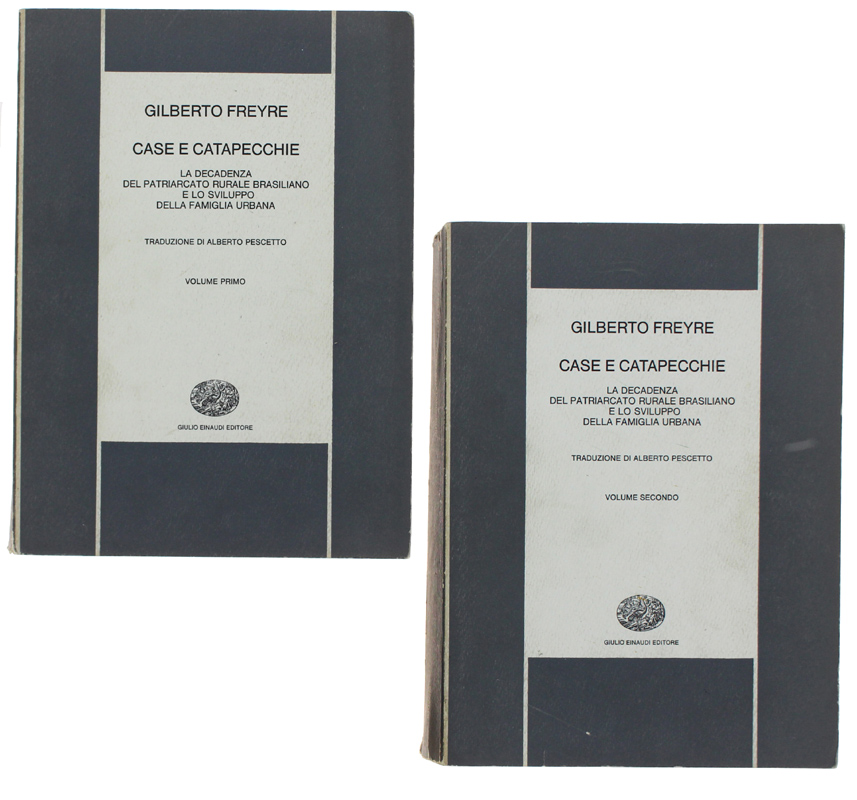 GILBERTO FREYRE
CASE E CATAPECCHIE
LA DECADENZA
DEL PATRIARCATO RURALE BRASILIANO
E LO SVILUPPO
DELLA FAMIGLIA URBANA
TRADUZIONE DI ALBERTO PESCETTO
VOLUME PRIMO
GIULIO EINAUDI EDITORE
GILBERTO FREYRE
CASE E CATAPECCHIE
LA DECADENZA
DEL PATRIARCATO RURALE BRASILIANO
E LO SVILUPPO
DELLA FAMIGLIA URBANA
TRADUZIONE DI ALBERTO PESCETTO
VOLUME SECONDO
GIULIO EINAUDI EDITORE